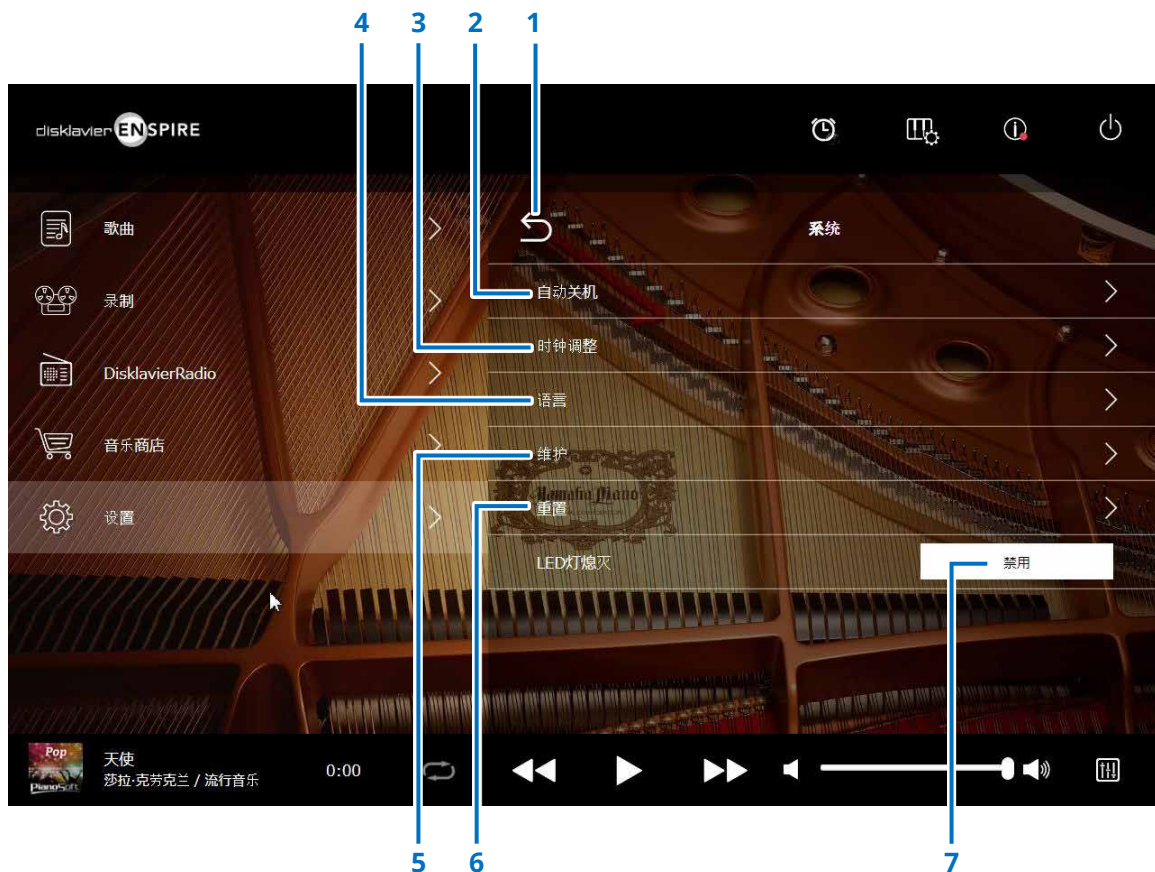 4 3 2 1
disklavier ENSPIRE
歌曲
系统
录制
自动关机
时钟调整
DisklavierRadio
语言
音乐商店
维护
Yamaha Piano
设置
重置
LED灯熄灭
禁用
Pop
PianoSoft
天使
莎拉·克劳克兰 / 流行音乐
0:00
5 6 7